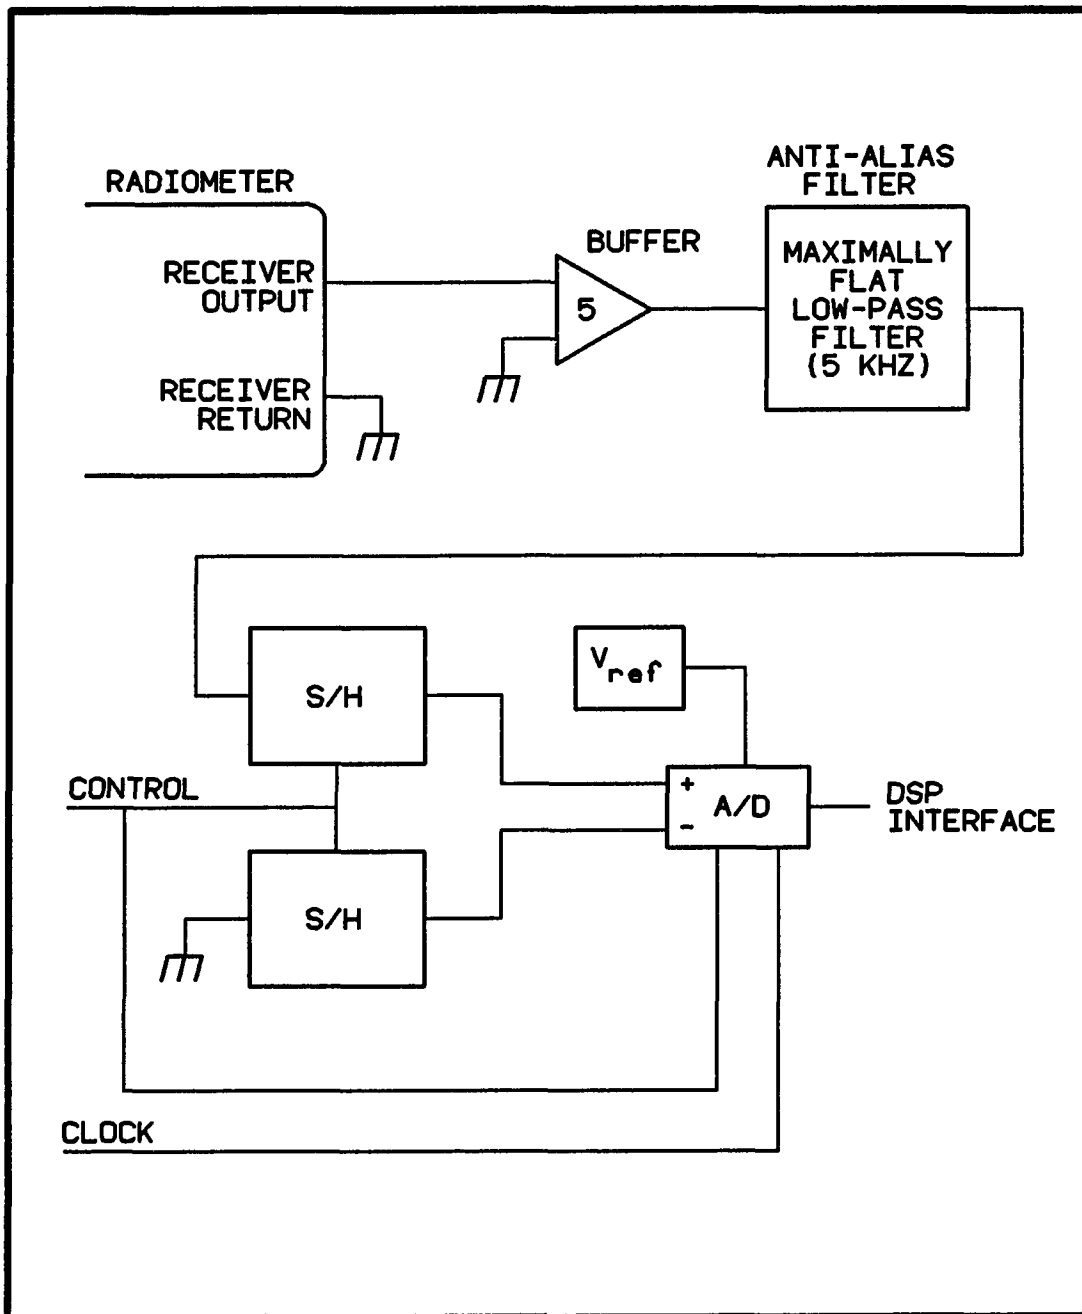 RADIOMETER
RECEIVER
OUTPUT
RECEIVER
RETURN
BUFFER
5
ANTI-ALIAS
FILTER
MAXIMALLY
FLAT
LOW-PASS
FILTER
(5 KHZ)
S/H
Vref
CONTROL
+
-
A/D
DSP
INTERFACE
S/H
CLOCK